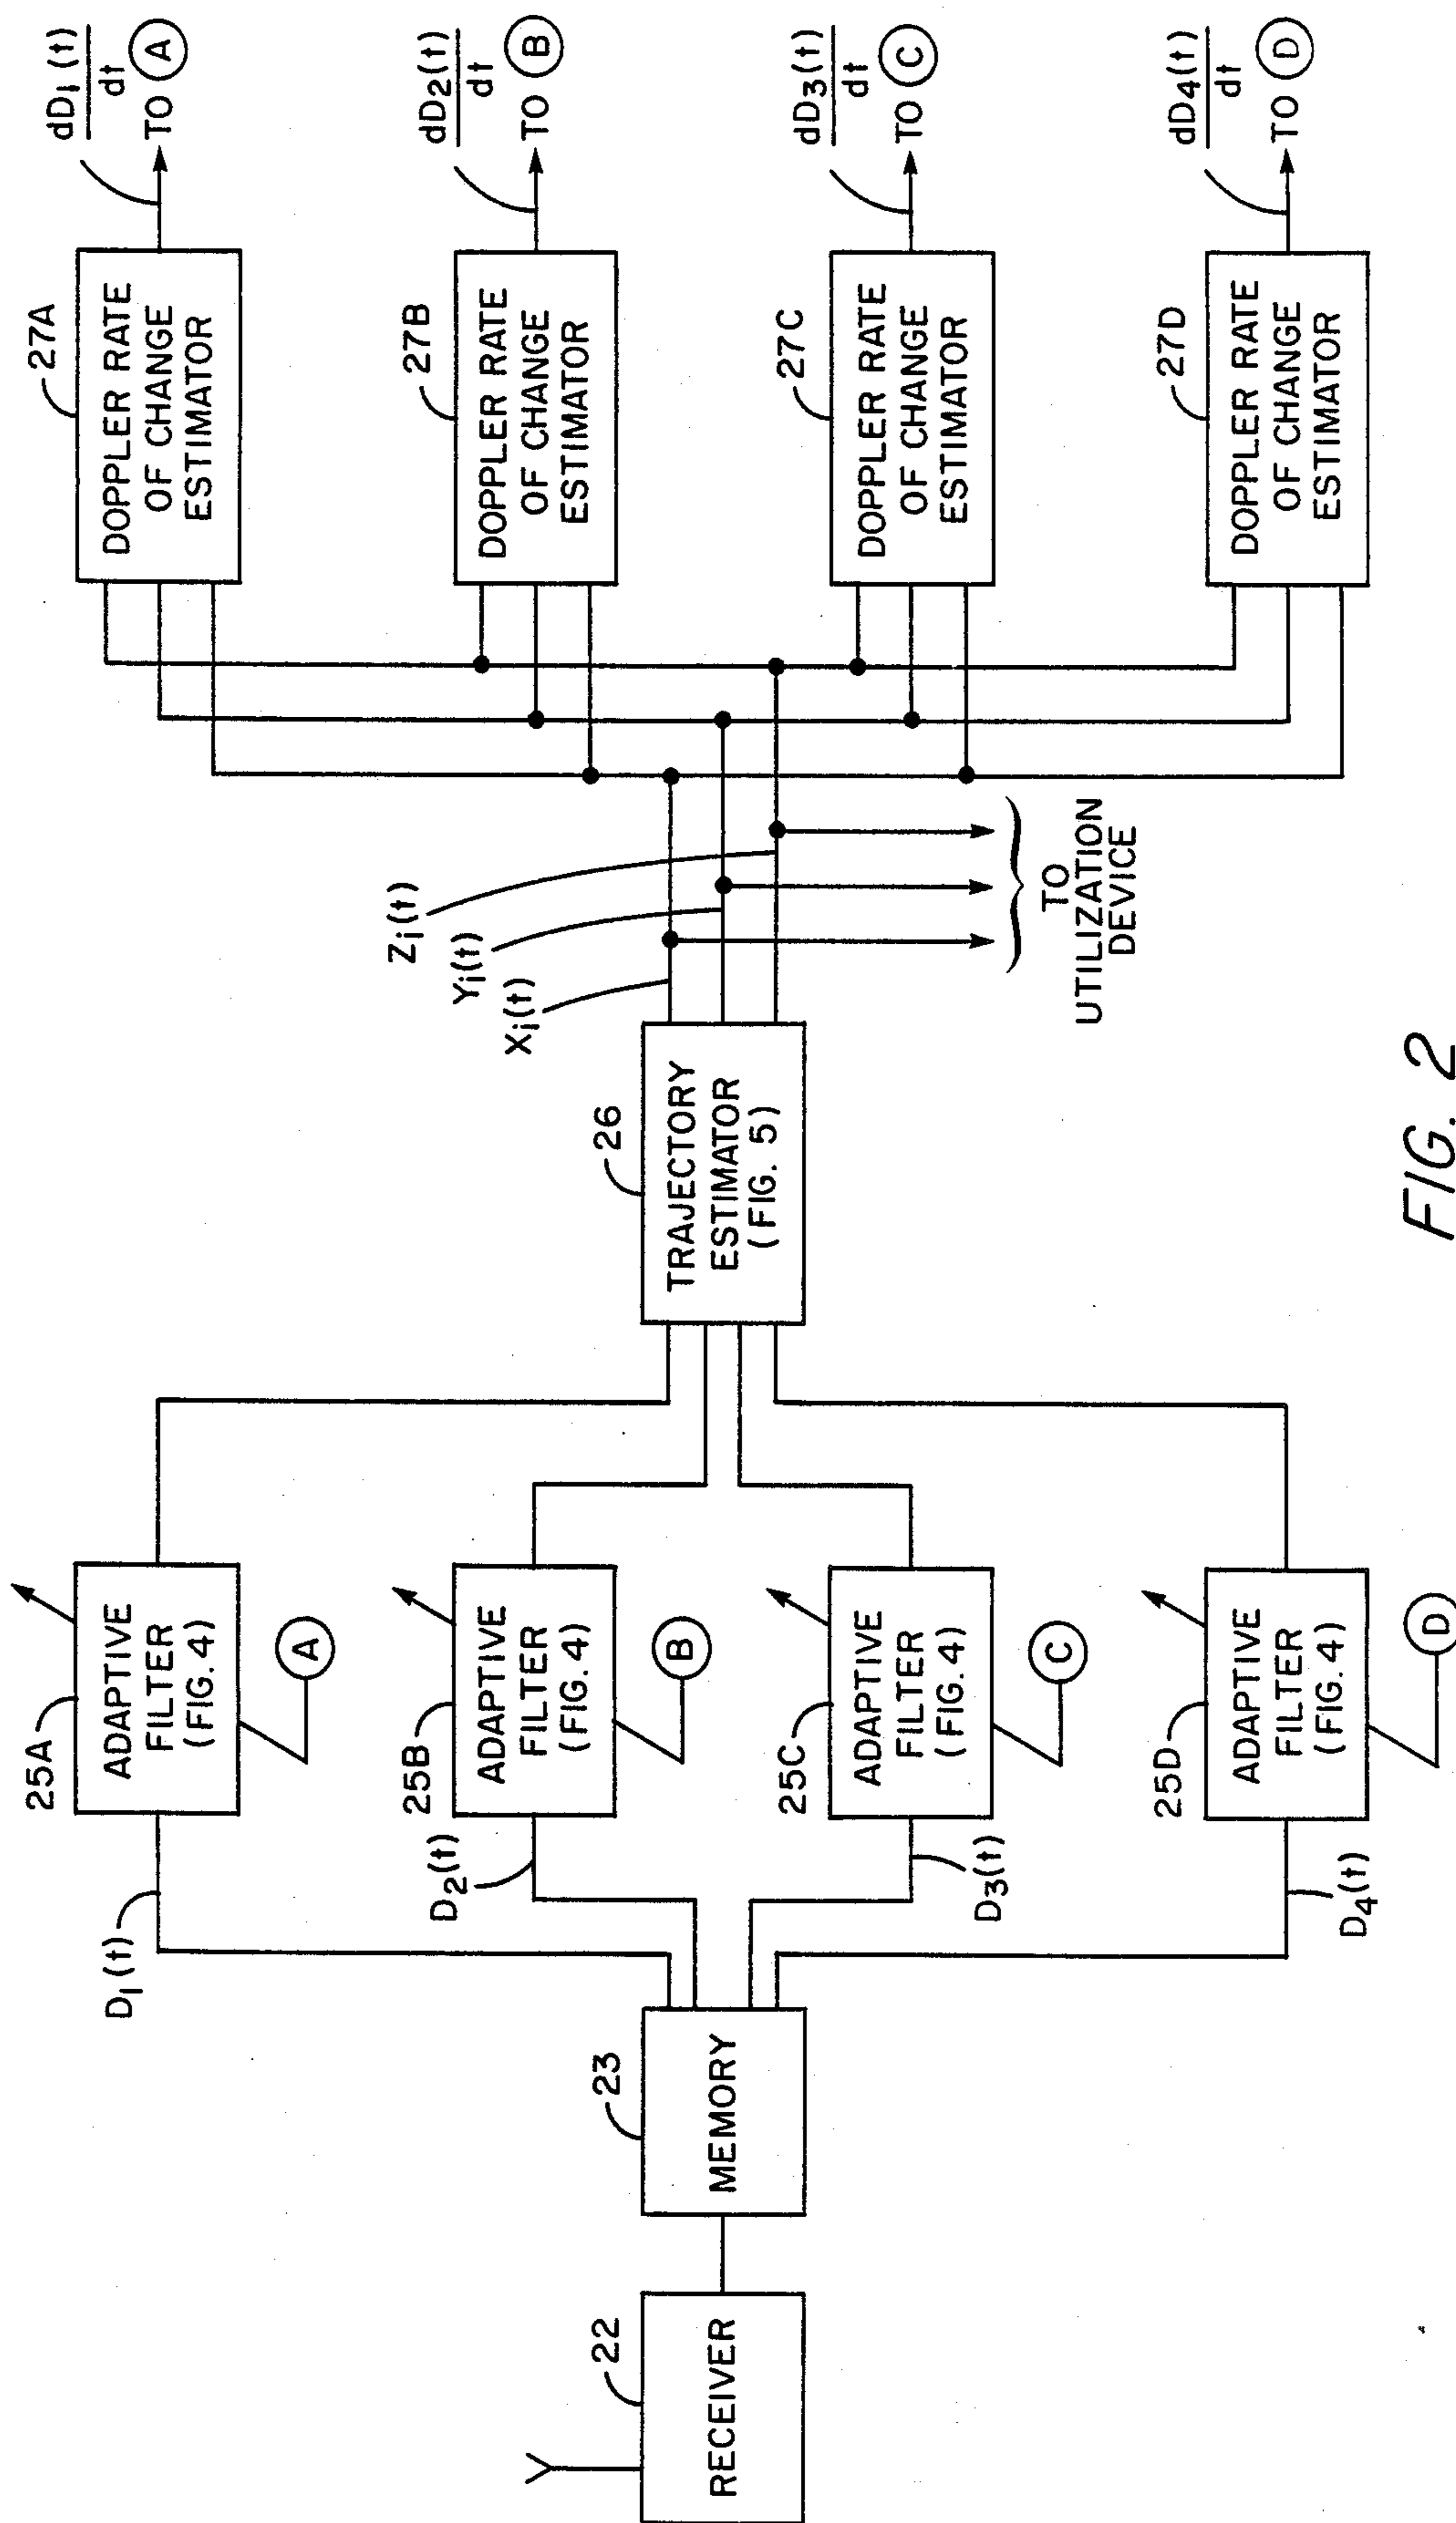 22
RECEIVER
23
MEMORY
D1(t)
25A
ADAPTIVE
FILTER
(FIG. 4)
A
D2(t)
25B
ADAPTIVE
FILTER
(FIG. 4)
B
D3(t)
25C
ADAPTIVE
FILTER
(FIG. 4)
C
D4(t)
25D
ADAPTIVE
FILTER
(FIG. 4)
D
26
TRAJECTORY
ESTIMATOR
(FIG. 5)
Xi(t)
Yi(t)
Zi(t)
TO
UTILIZATION
DEVICE
27A
DOPPLER RATE
OF CHANGE
ESTIMATOR
dD1(t)
dt
TO A
27B
DOPPLER RATE
OF CHANGE
ESTIMATOR
dD2(t)
dt
TO B
27C
DOPPLER RATE
OF CHANGE
ESTIMATOR
dD3(t)
dt
TO C
27D
DOPPLER RATE
OF CHANGE
ESTIMATOR
dD4(t)
dt
TO D
FIG. 2